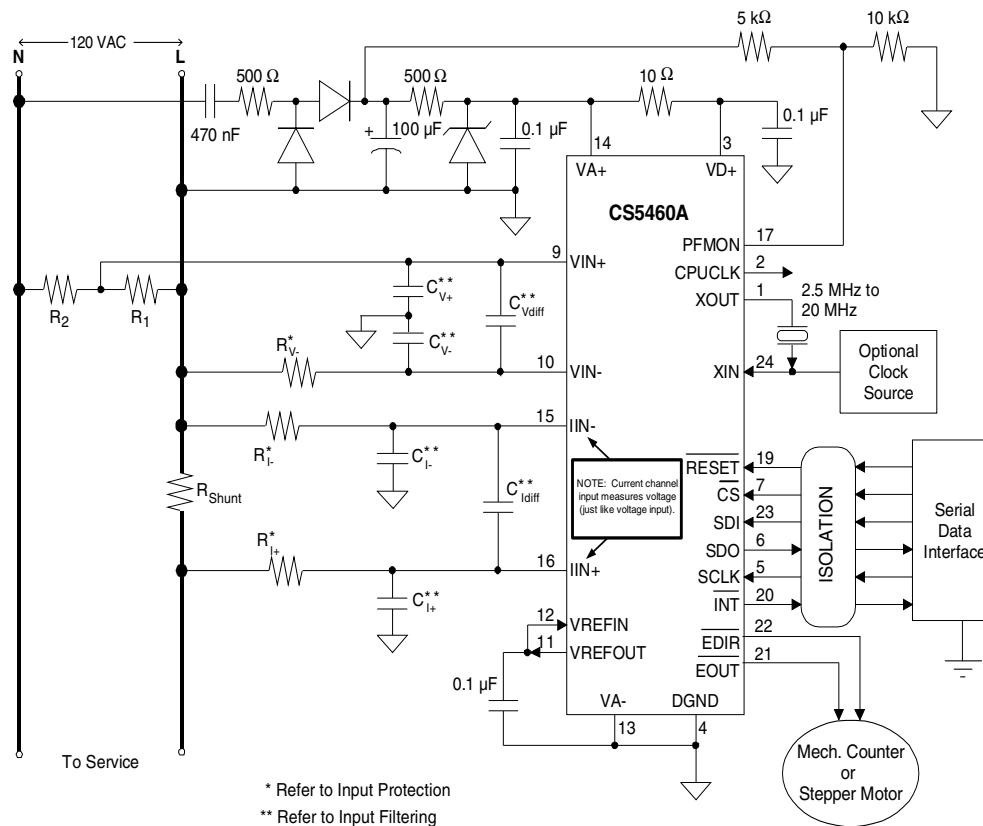 5 kΩ
10 kΩ
120 VAC
N
L
500 Ω
500 Ω
10 Ω
470 nF
+
100 µF
0.1 µF
0.1 µF
14
3
VA+
VD+
CS5460A
PFMON
17
9
VIN+
CPUCLK
2
XOUT
1
2.5 MHz to
20 MHz
R2
R1
CV+**
CVdiff**
CV-**
RV-*
10
VIN-
XIN
24
Optional
Clock
Source
15
IIN-
RI-*
CI-**
CIdiff**
NOTE: Current channel
input measures voltage
(just like voltage input).
RShunt
RESET
19
CS
7
SDI
23
SDO
6
SCLK
5
INT
20
ISOLATION
Serial
Data
Interface
RI+*
16
IIN+
CI+**
12
VREFIN
11
VREFOUT
EDIR
22
EOUT
21
0.1 µF
VA-
DGND
13
4
Mech. Counter
or
Stepper Motor
To Service
* Refer to Input Protection
** Refer to Input Filtering